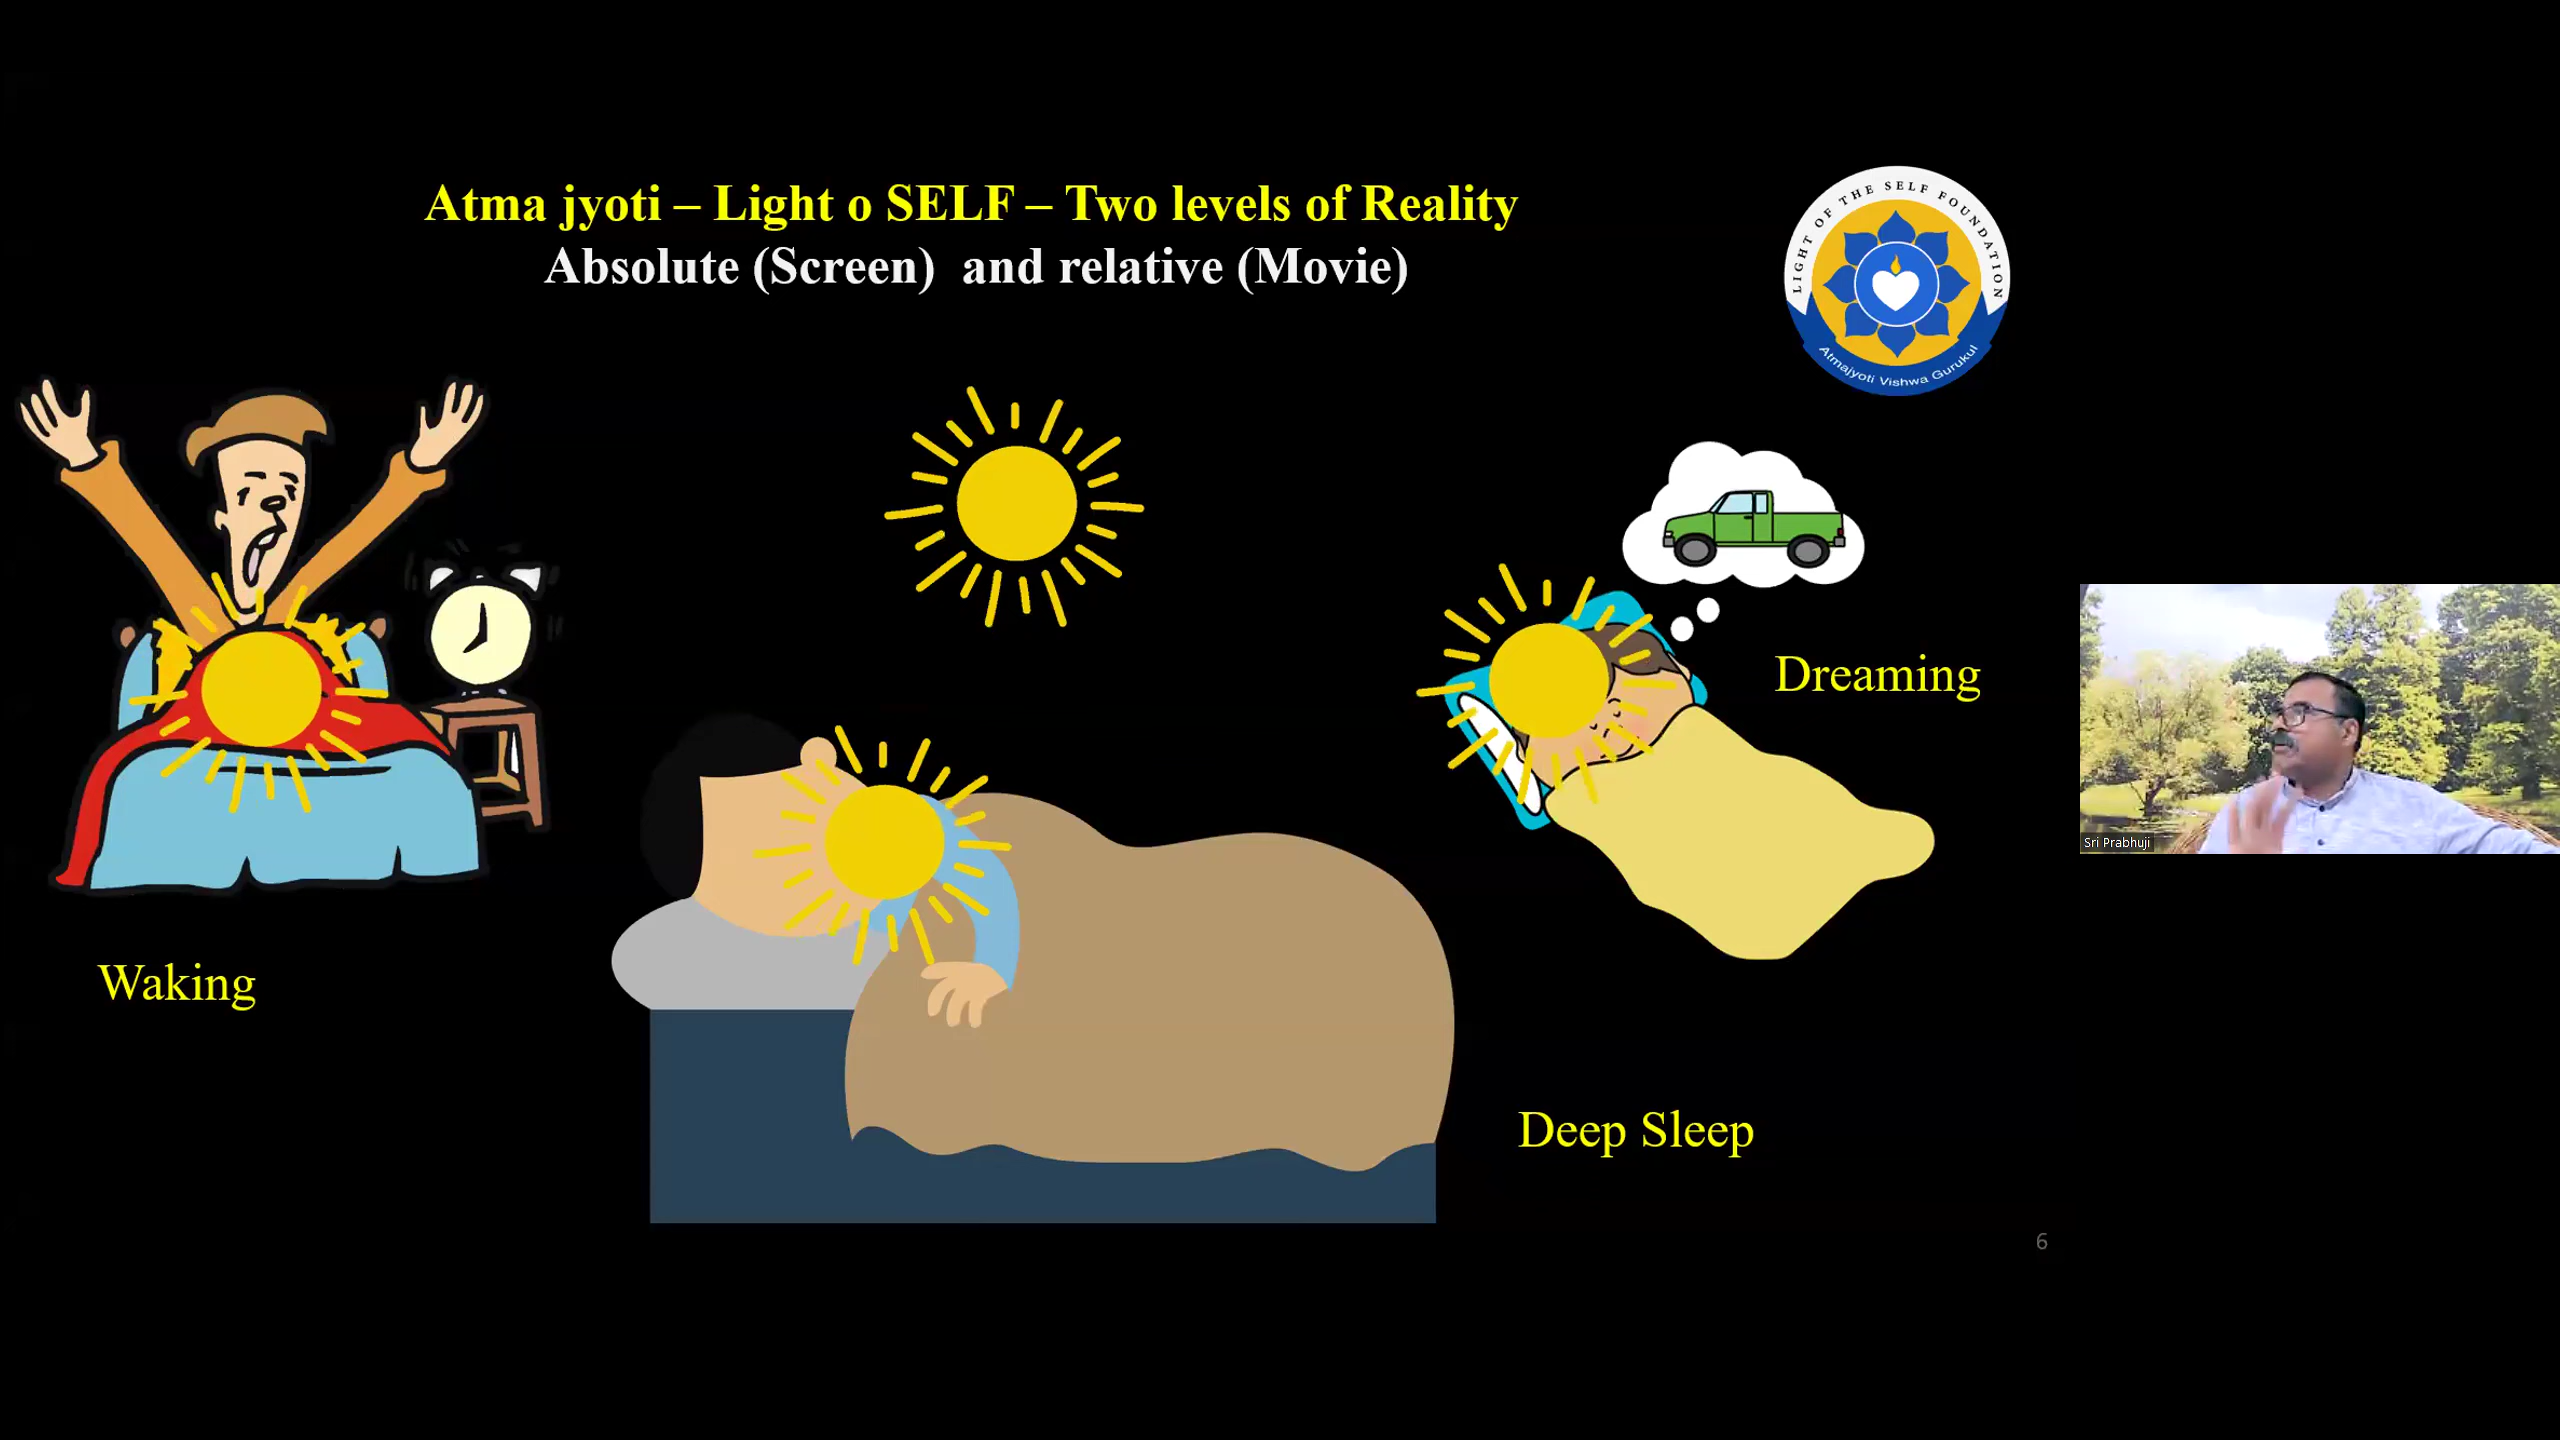 Atma jyoti – Light o SELF – Two levels of Reality
Absolute (Screen)  and relative (Movie)
LIGHT OF THE SELF FOUNDATION
Atmajyoti Vishwa Gurukul
Dreaming
Sri Prabhuji
Waking
Deep Sleep
6